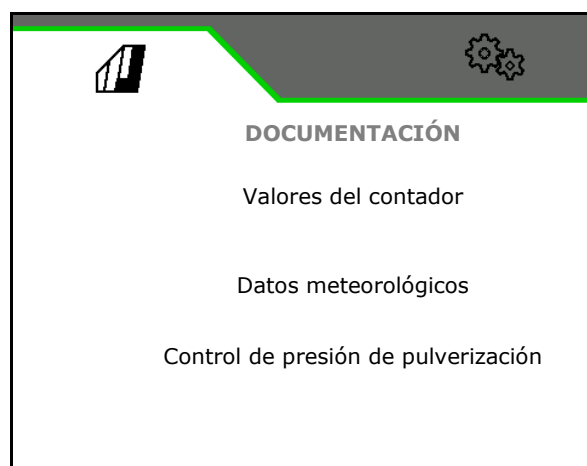 DOCUMENTACIÓN
Valores del contador
Datos meteorológicos
Control de presión de pulverización